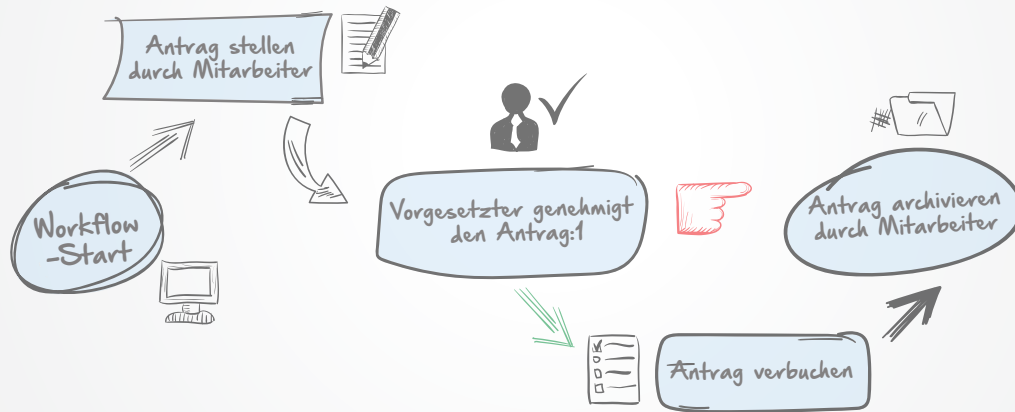 Antrag stellen
durch Mitarbeiter
Workflow
-Start
Vorgesetzter genehmigt
den Antrag:1
Antrag archivieren
durch Mitarbeiter
Antrag verbuchen